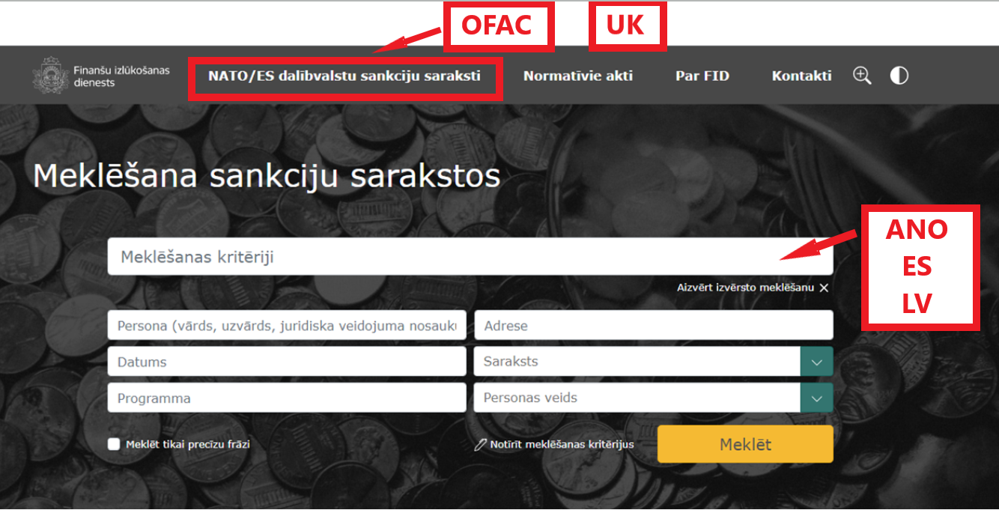 OFAC
UK
Finanšu izlūkošanas
dienests
NATO/ES dalībvalstu sankciju saraksti
Normatīvie akti
Par FID
Kontakti
Meklēšana sankciju sarakstos
ANO
ES
LV
Meklēšanas kritēriji
Aizvērt izvērsto meklēšanu
Persona (vārds, uzvārds, juridiska veidojuma nosauku
Adrese
Datums
Saraksts
Programma
Personas veids
Meklēt tikai precīzu frāzi
Notīrīt meklēšanas kritērijus
Meklēt